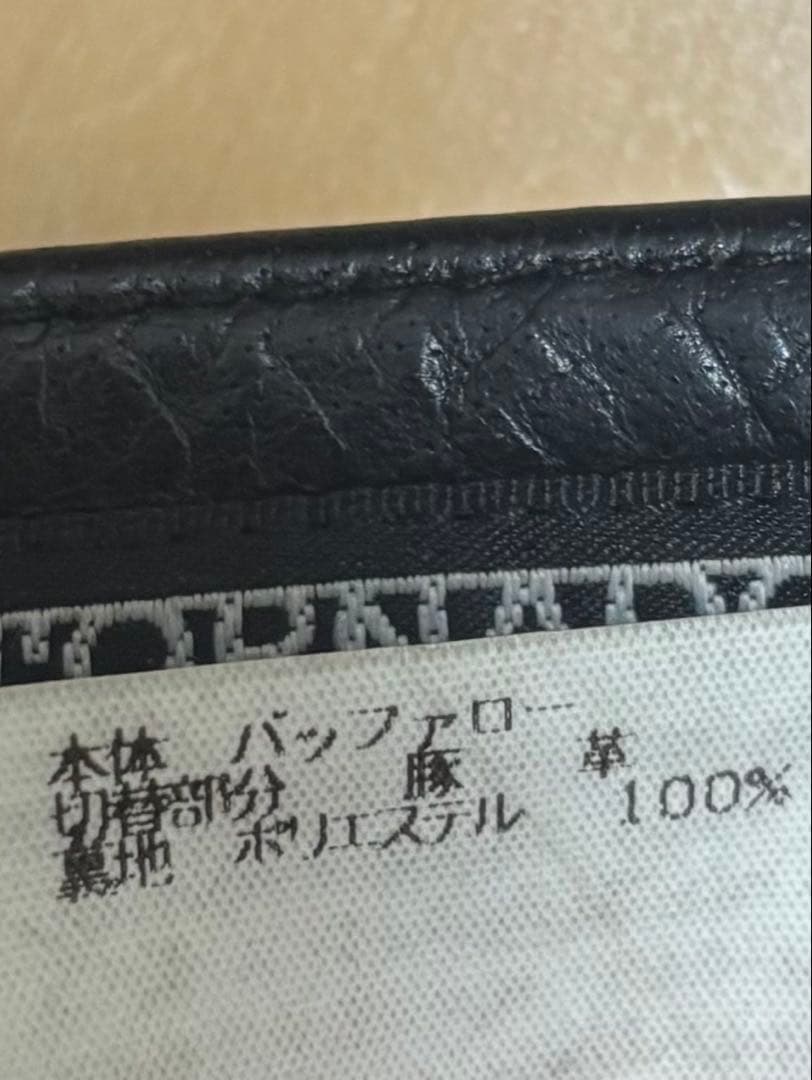 本体 バッファロー
切替部分 豚 革
裏地 ポリエステル 100%